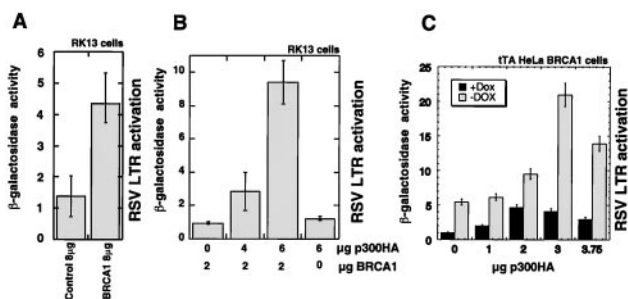 A
RK13 cells
β-galactosidase activity
6
5
4
3
2
1
0
RSV LTR activation
Control 8µg
BRCA1 8µg
B
RK13 cells
β-galactosidase activity
10
8
6
4
2
0
RSV LTR activation
0 4 6 6 µg p300HA
2 2 2 0 µg BRCA1
C
tTA HeLa BRCA1 cells
β-galactosidase activity
25
20
15
10
5
0
+Dox
-DOX
RSV LTR activation
0 1 2 3 3.75
µg p300HA